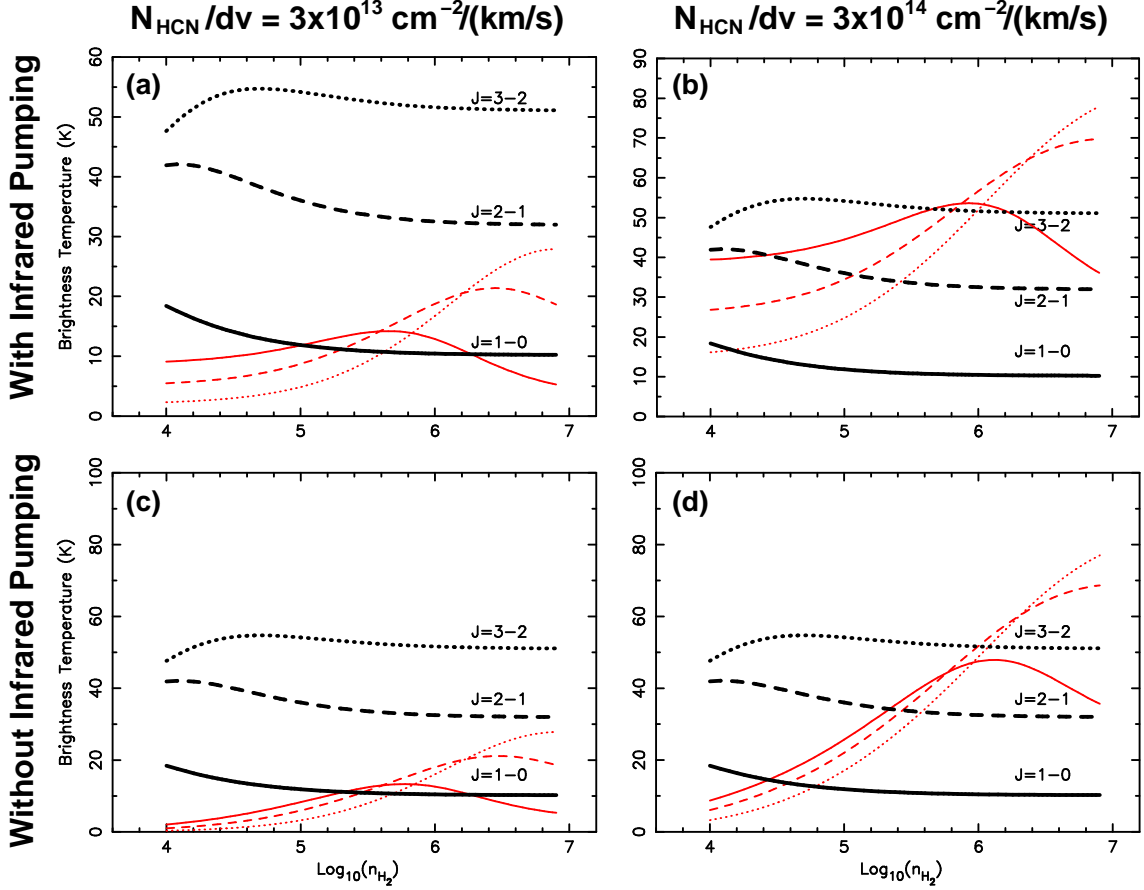 N_HCN/dv = 3x10^13 cm^−2/(km/s)
N_HCN/dv = 3x10^14 cm^−2/(km/s)
With Infrared Pumping
Without Infrared Pumping
(a)
Brightness Temperature (K)
0 10 20 30 40 50 60
J=3−2
J=2−1
J=1−0
4 5 6 7
(b)
0 10 20 30 40 50 60 70 80 90
J=3−2
J=2−1
J=1−0
4 5 6 7
(c)
Brightness Temperature (K)
0 20 40 60 80 100
J=3−2
J=2−1
J=1−0
4 5 6 7
Log_10(n_H_2)
(d)
0 20 40 60 80 100
J=3−2
J=2−1
J=1−0
4 5 6 7
Log_10(n_H_2)